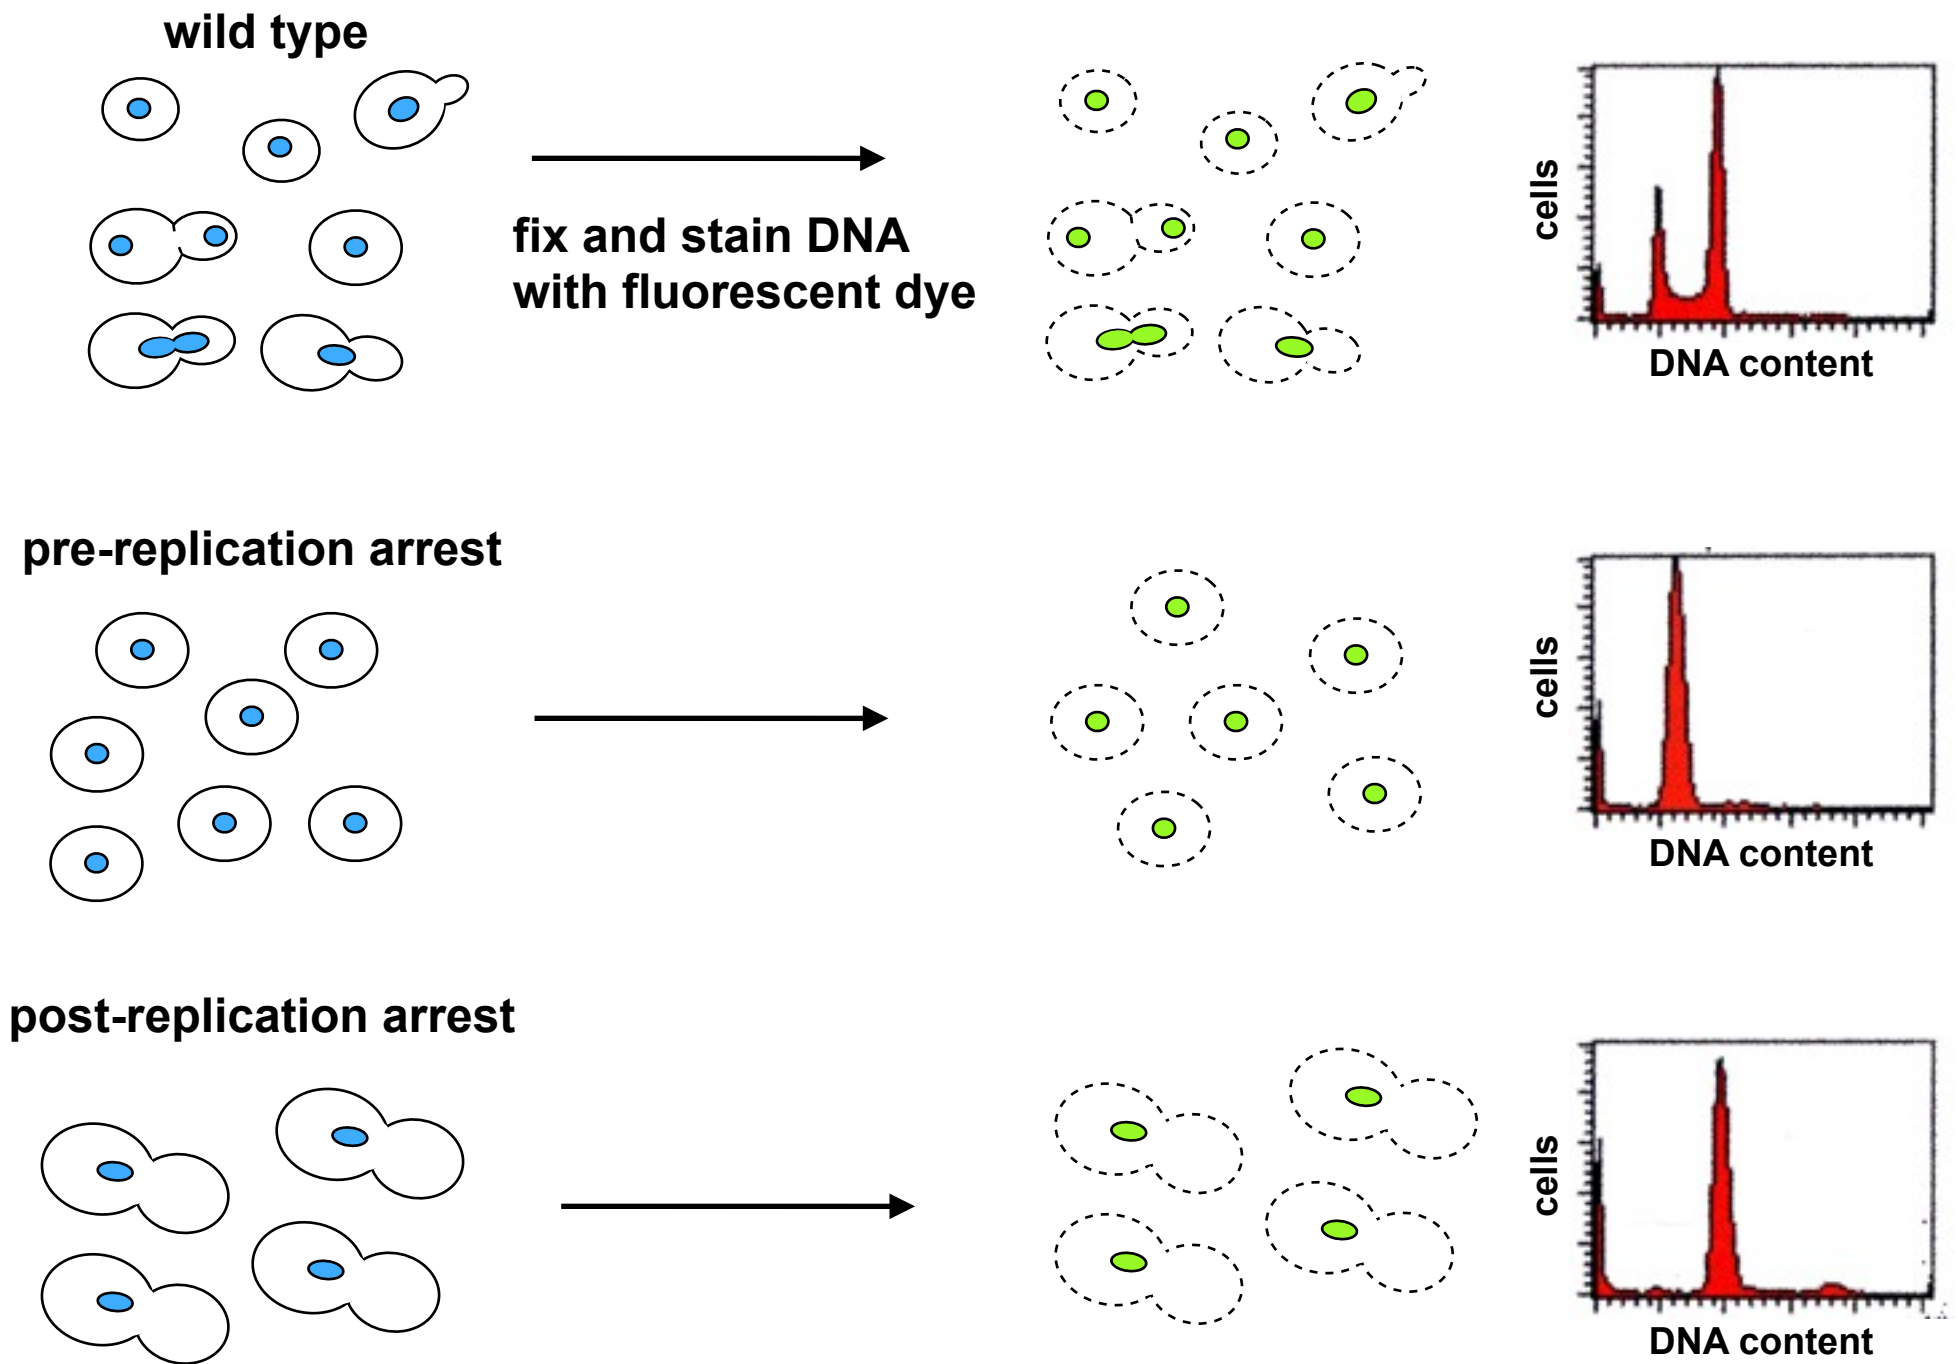 wild type
fix and stain DNA
with fluorescent dye
cells
DNA content
pre-replication arrest
cells
DNA content
post-replication arrest
cells
DNA content